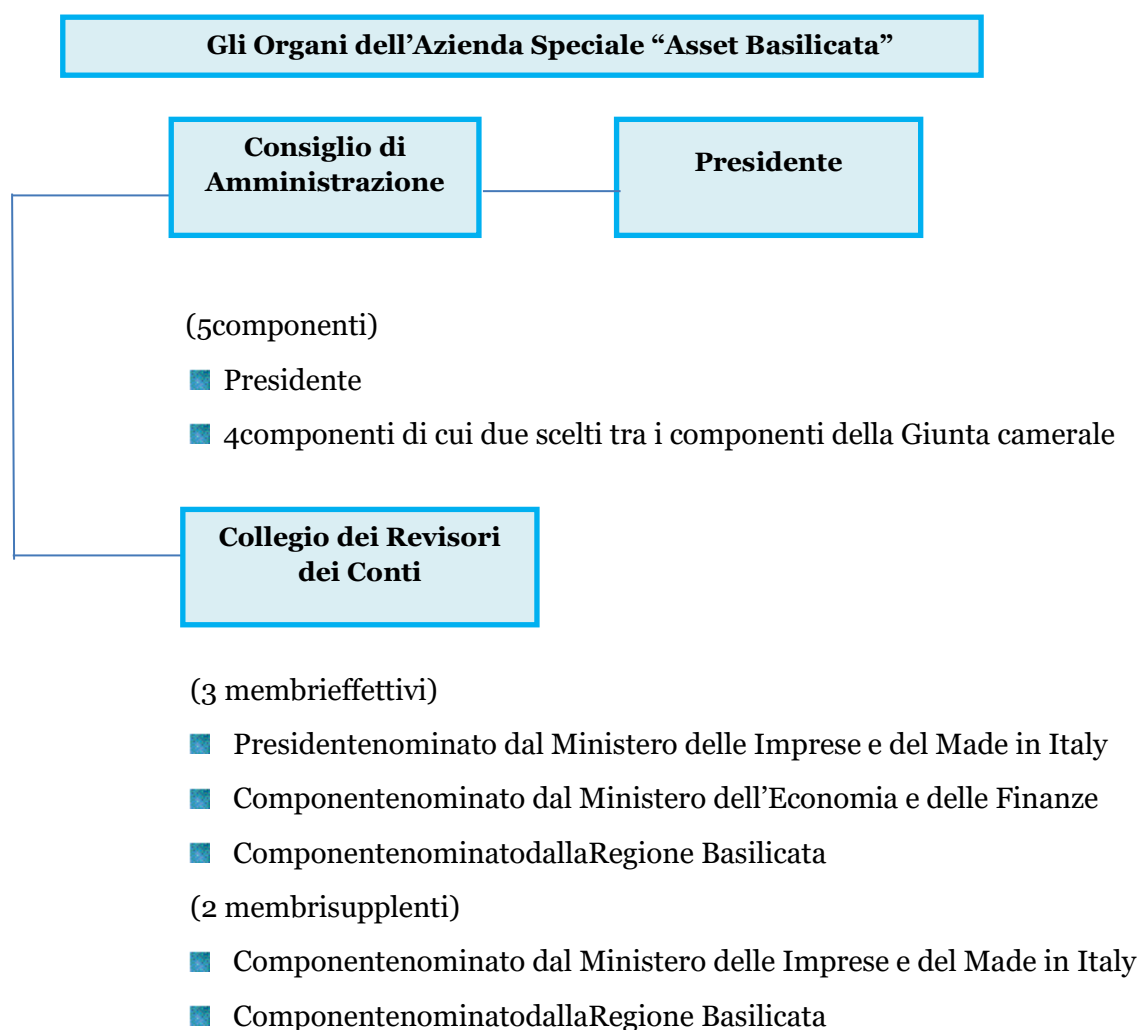 Gli Organi dell’Azienda Speciale “Asset Basilicata”
Consiglio di
Amministrazione
Presidente
(5componenti)
Presidente
4componenti di cui due scelti tra i componenti della Giunta camerale
Collegio dei Revisori
dei Conti
(3 membrieffettivi)
Presidentenominato dal Ministero delle Imprese e del Made in Italy
Componentenominato dal Ministero dell’Economia e delle Finanze
ComponentenominatodallaRegione Basilicata
(2 membrisupplenti)
Componentenominato dal Ministero delle Imprese e del Made in Italy
ComponentenominatodallaRegione Basilicata